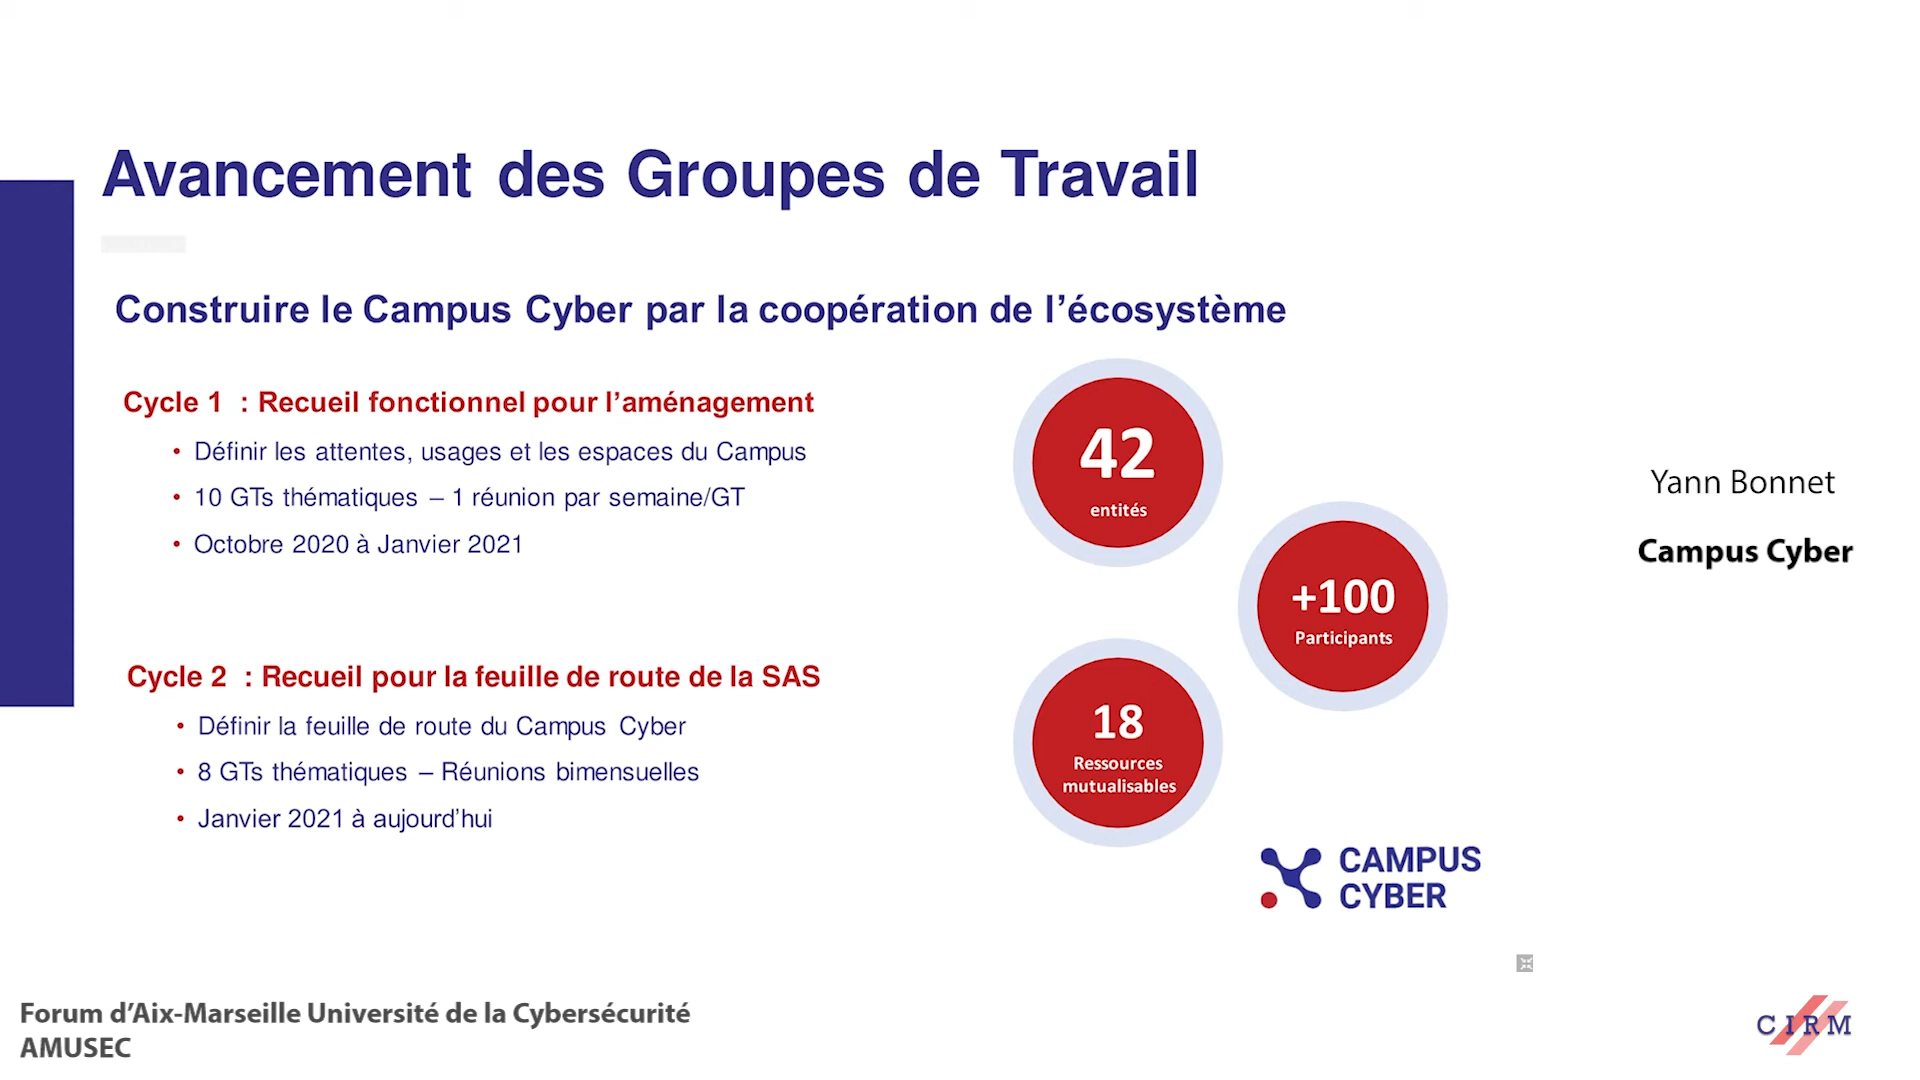 Avancement des Groupes de Travail
Construire le Campus Cyber par la coopération de l’écosystème
Cycle 1 : Recueil fonctionnel pour l’aménagement
• Définir les attentes, usages et les espaces du Campus
• 10 GTs thématiques – 1 réunion par semaine/GT
• Octobre 2020 à Janvier 2021
Cycle 2 : Recueil pour la feuille de route de la SAS
• Définir la feuille de route du Campus Cyber
• 8 GTs thématiques – Réunions bimensuelles
• Janvier 2021 à aujourd’hui
42
entités
+100
Participants
18
Ressources
mutualisables
CAMPUS
CYBER
Yann Bonnet
Campus Cyber
Forum d’Aix-Marseille Université de la Cybersécurité
AMUSEC
CIRM